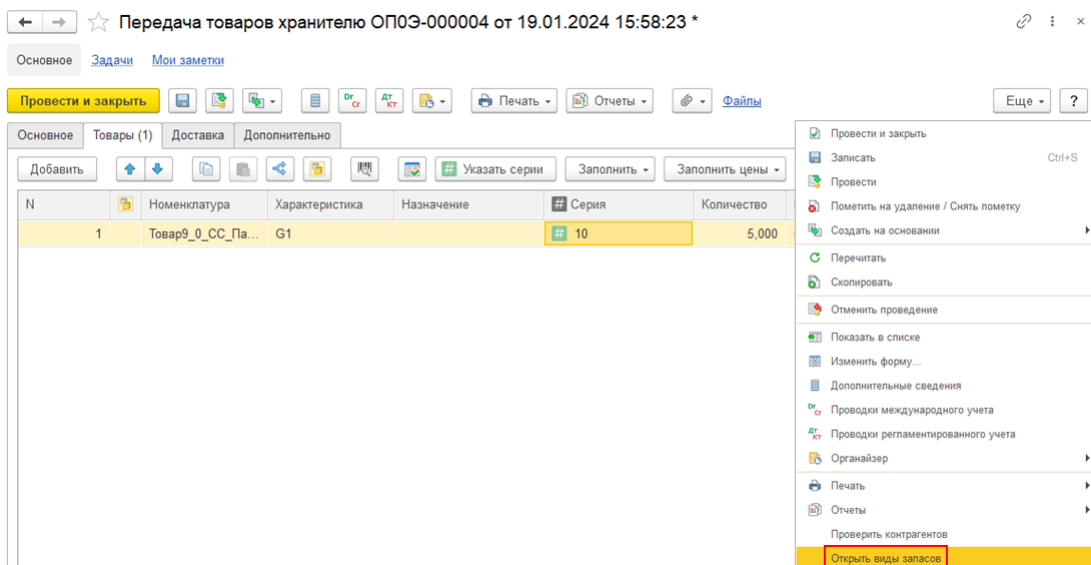 Передача товаров хранителю ОП0Э-000004 от 19.01.2024 15:58:23 *
Основное Задачи Мои заметки
Провести и закрыть Печать Отчеты Файлы Еще ?
Основное Товары (1) Доставка Дополнительно
Добавить Указать серии Заполнить Заполнить цены
N Номенклатура Характеристика Назначение Серия Количество
1 Товар9_0_СС_Па... G1 10 5,000
Провести и закрыть
Записать Ctrl+S
Провести
Пометить на удаление / Снять пометку
Создать на основании
Перечитать
Скопировать
Отменить проведение
Показать в списке
Изменить форму...
Дополнительные сведения
Dr Cr Проводки международного учета
Дт Кт Проводки регламентированного учета
Органайзер
Печать
Отчеты
Проверить контрагентов
Открыть виды запасов